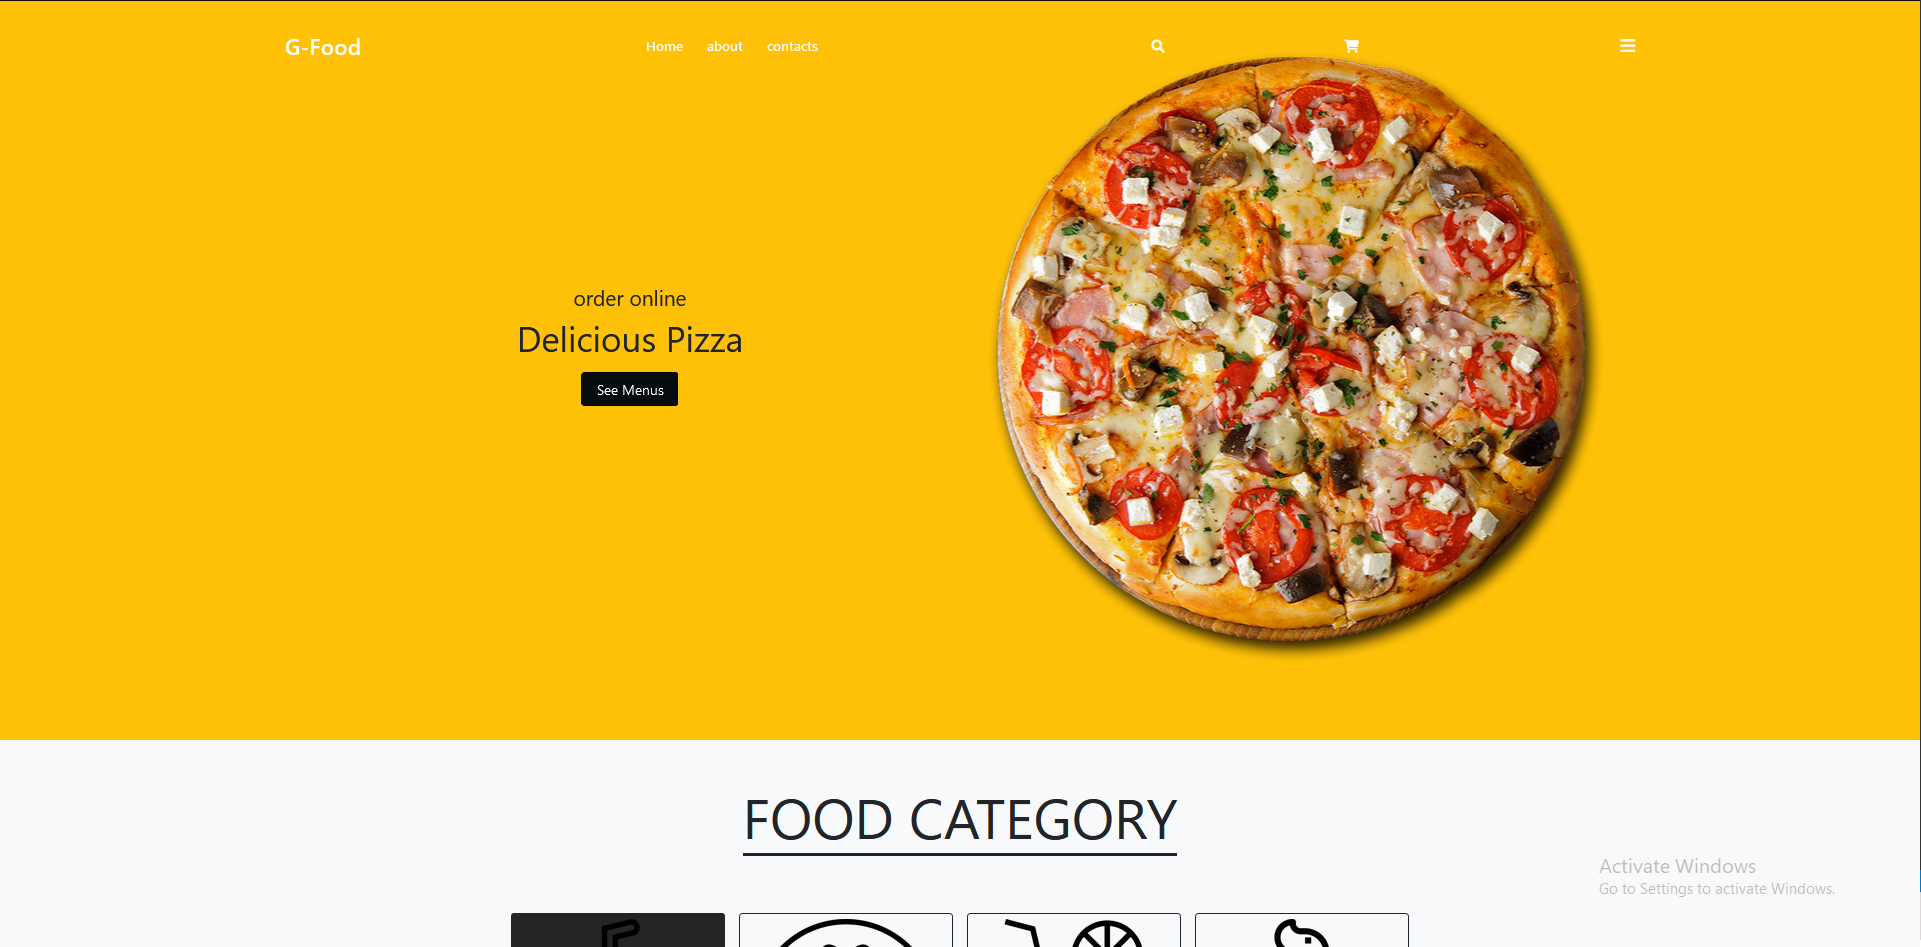 G-Food
Home about contacts
order online
Delicious Pizza
See Menus
FOOD CATEGORY
Activate Windows
Go to Settings to activate Windows.